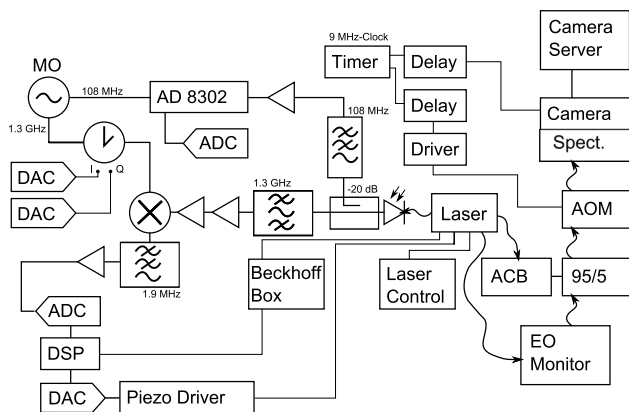 9 MHz-Clock
Camera
Server
MO
Timer
Delay
108 MHz
AD 8302
108 MHz
Delay
Camera
1.3 GHz
ADC
Driver
Spect.
I
Q
DAC
DAC
1.3 GHz
-20 dB
Laser
AOM
1.9 MHz
Beckhoff
Box
Laser
Control
ACB
95/5
ADC
DSP
EO
Monitor
DAC
Piezo Driver